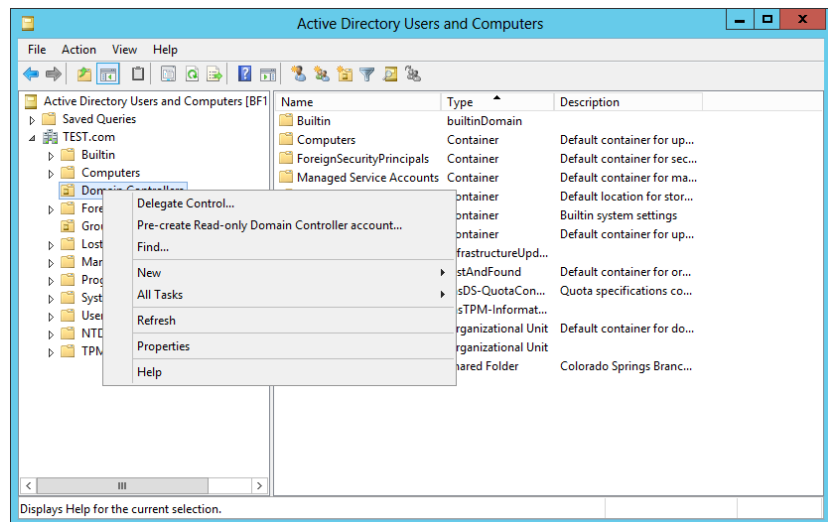 Active Directory Users and Computers
File Action View Help
Active Directory Users and Computers [BF1
Saved Queries
TEST.com
Builtin
Computers
Domain Controllers
Fore
Grou
Lost
Mar
Prog
Syst
User
NTD
TPM
Delegate Control...
Pre-create Read-only Domain Controller account...
Find...
New
All Tasks
Refresh
Properties
Help
Name Type Description
Builtin builtinDomain
Computers Container Default container for up...
ForeignSecurityPrincipals Container Default container for sec...
Managed Service Accounts Container Default container for ma...
ontainer Default location for stor...
ontainer Builtin system settings
ontainer Default container for up...
frastructureUpd...
stAndFound Default container for or...
sDS-QuotaCon... Quota specifications co...
sTPM-Informat...
rganizational Unit Default container for do...
rganizational Unit
hared Folder Colorado Springs Branc...
Displays Help for the current selection.